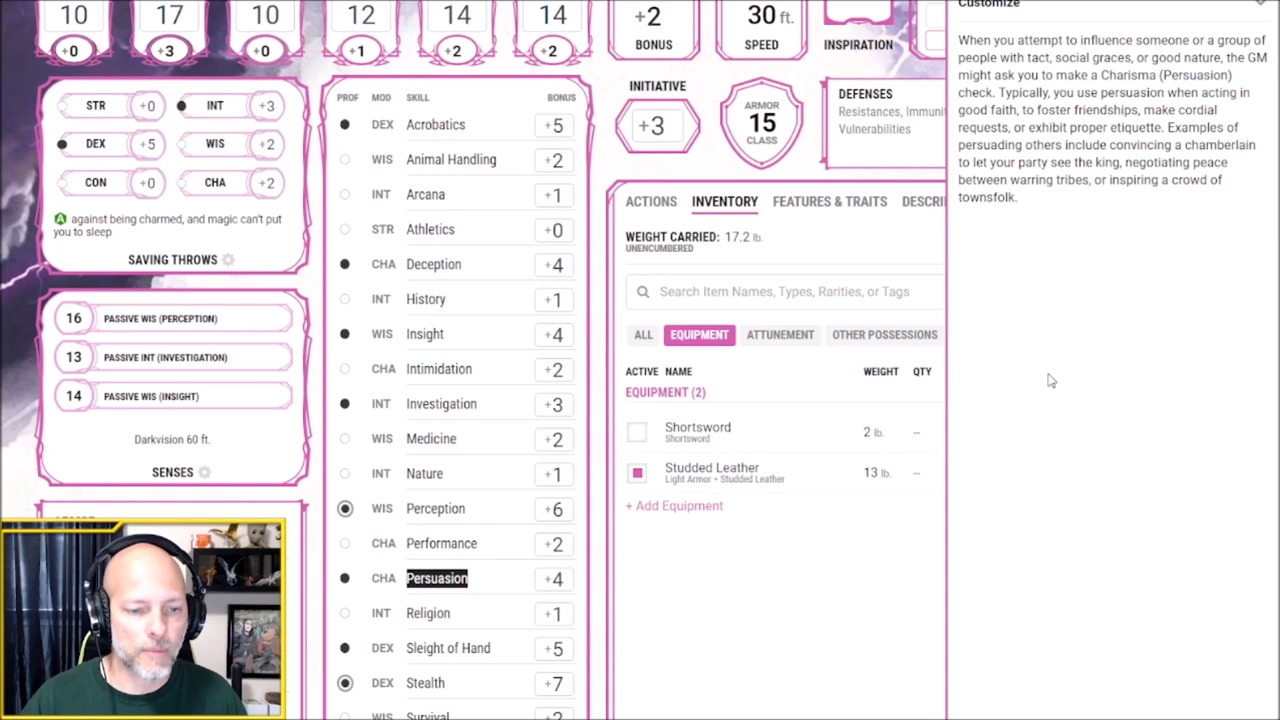 10 17 10 12 14 14
+0 +3 +0 +1 +2 +2
+2
BONUS
30 ft.
SPEED
INSPIRATION
STR +0 INT +3
DEX +5 WIS +2
CON +0 CHA +2
against being charmed, and magic can't put
you to sleep
SAVING THROWS
16 PASSIVE WIS (PERCEPTION)
13 PASSIVE INT (INVESTIGATION)
14 PASSIVE WIS (INSIGHT)
Darkvision 60 ft.
SENSES
PROF MOD SKILL BONUS
DEX Acrobatics +5
WIS Animal Handling +2
INT Arcana +1
STR Athletics +0
CHA Deception +4
INT History +1
WIS Insight +4
CHA Intimidation +2
INT Investigation +3
WIS Medicine +2
INT Nature +1
WIS Perception +6
CHA Performance +2
CHA Persuasion +4
INT Religion +1
DEX Sleight of Hand +5
DEX Stealth +7
WIS Survival +2
INITIATIVE
+3
ARMOR
15
CLASS
DEFENSES
Resistances, Immuni
Vulnerabilities
ACTIONS INVENTORY FEATURES & TRAITS DESCRI
WEIGHT CARRIED: 17.2 lb.
UNENCUMBERED
Search Item Names, Types, Rarities, or Tags
ALL EQUIPMENT ATTUNEMENT OTHER POSSESSIONS
ACTIVE NAME WEIGHT QTY
EQUIPMENT (2)
Shortsword 2 lb. --
Shortsword
Studded Leather 13 lb. --
Light Armor • Studded Leather
+ Add Equipment
Customize
When you attempt to influence someone or a group of
people with tact, social graces, or good nature, the GM
might ask you to make a Charisma (Persuasion)
check. Typically, you use persuasion when acting in
good faith, to foster friendships, make cordial
requests, or exhibit proper etiquette. Examples of
persuading others include convincing a chamberlain
to let your party see the king, negotiating peace
between warring tribes, or inspiring a crowd of
townsfolk.